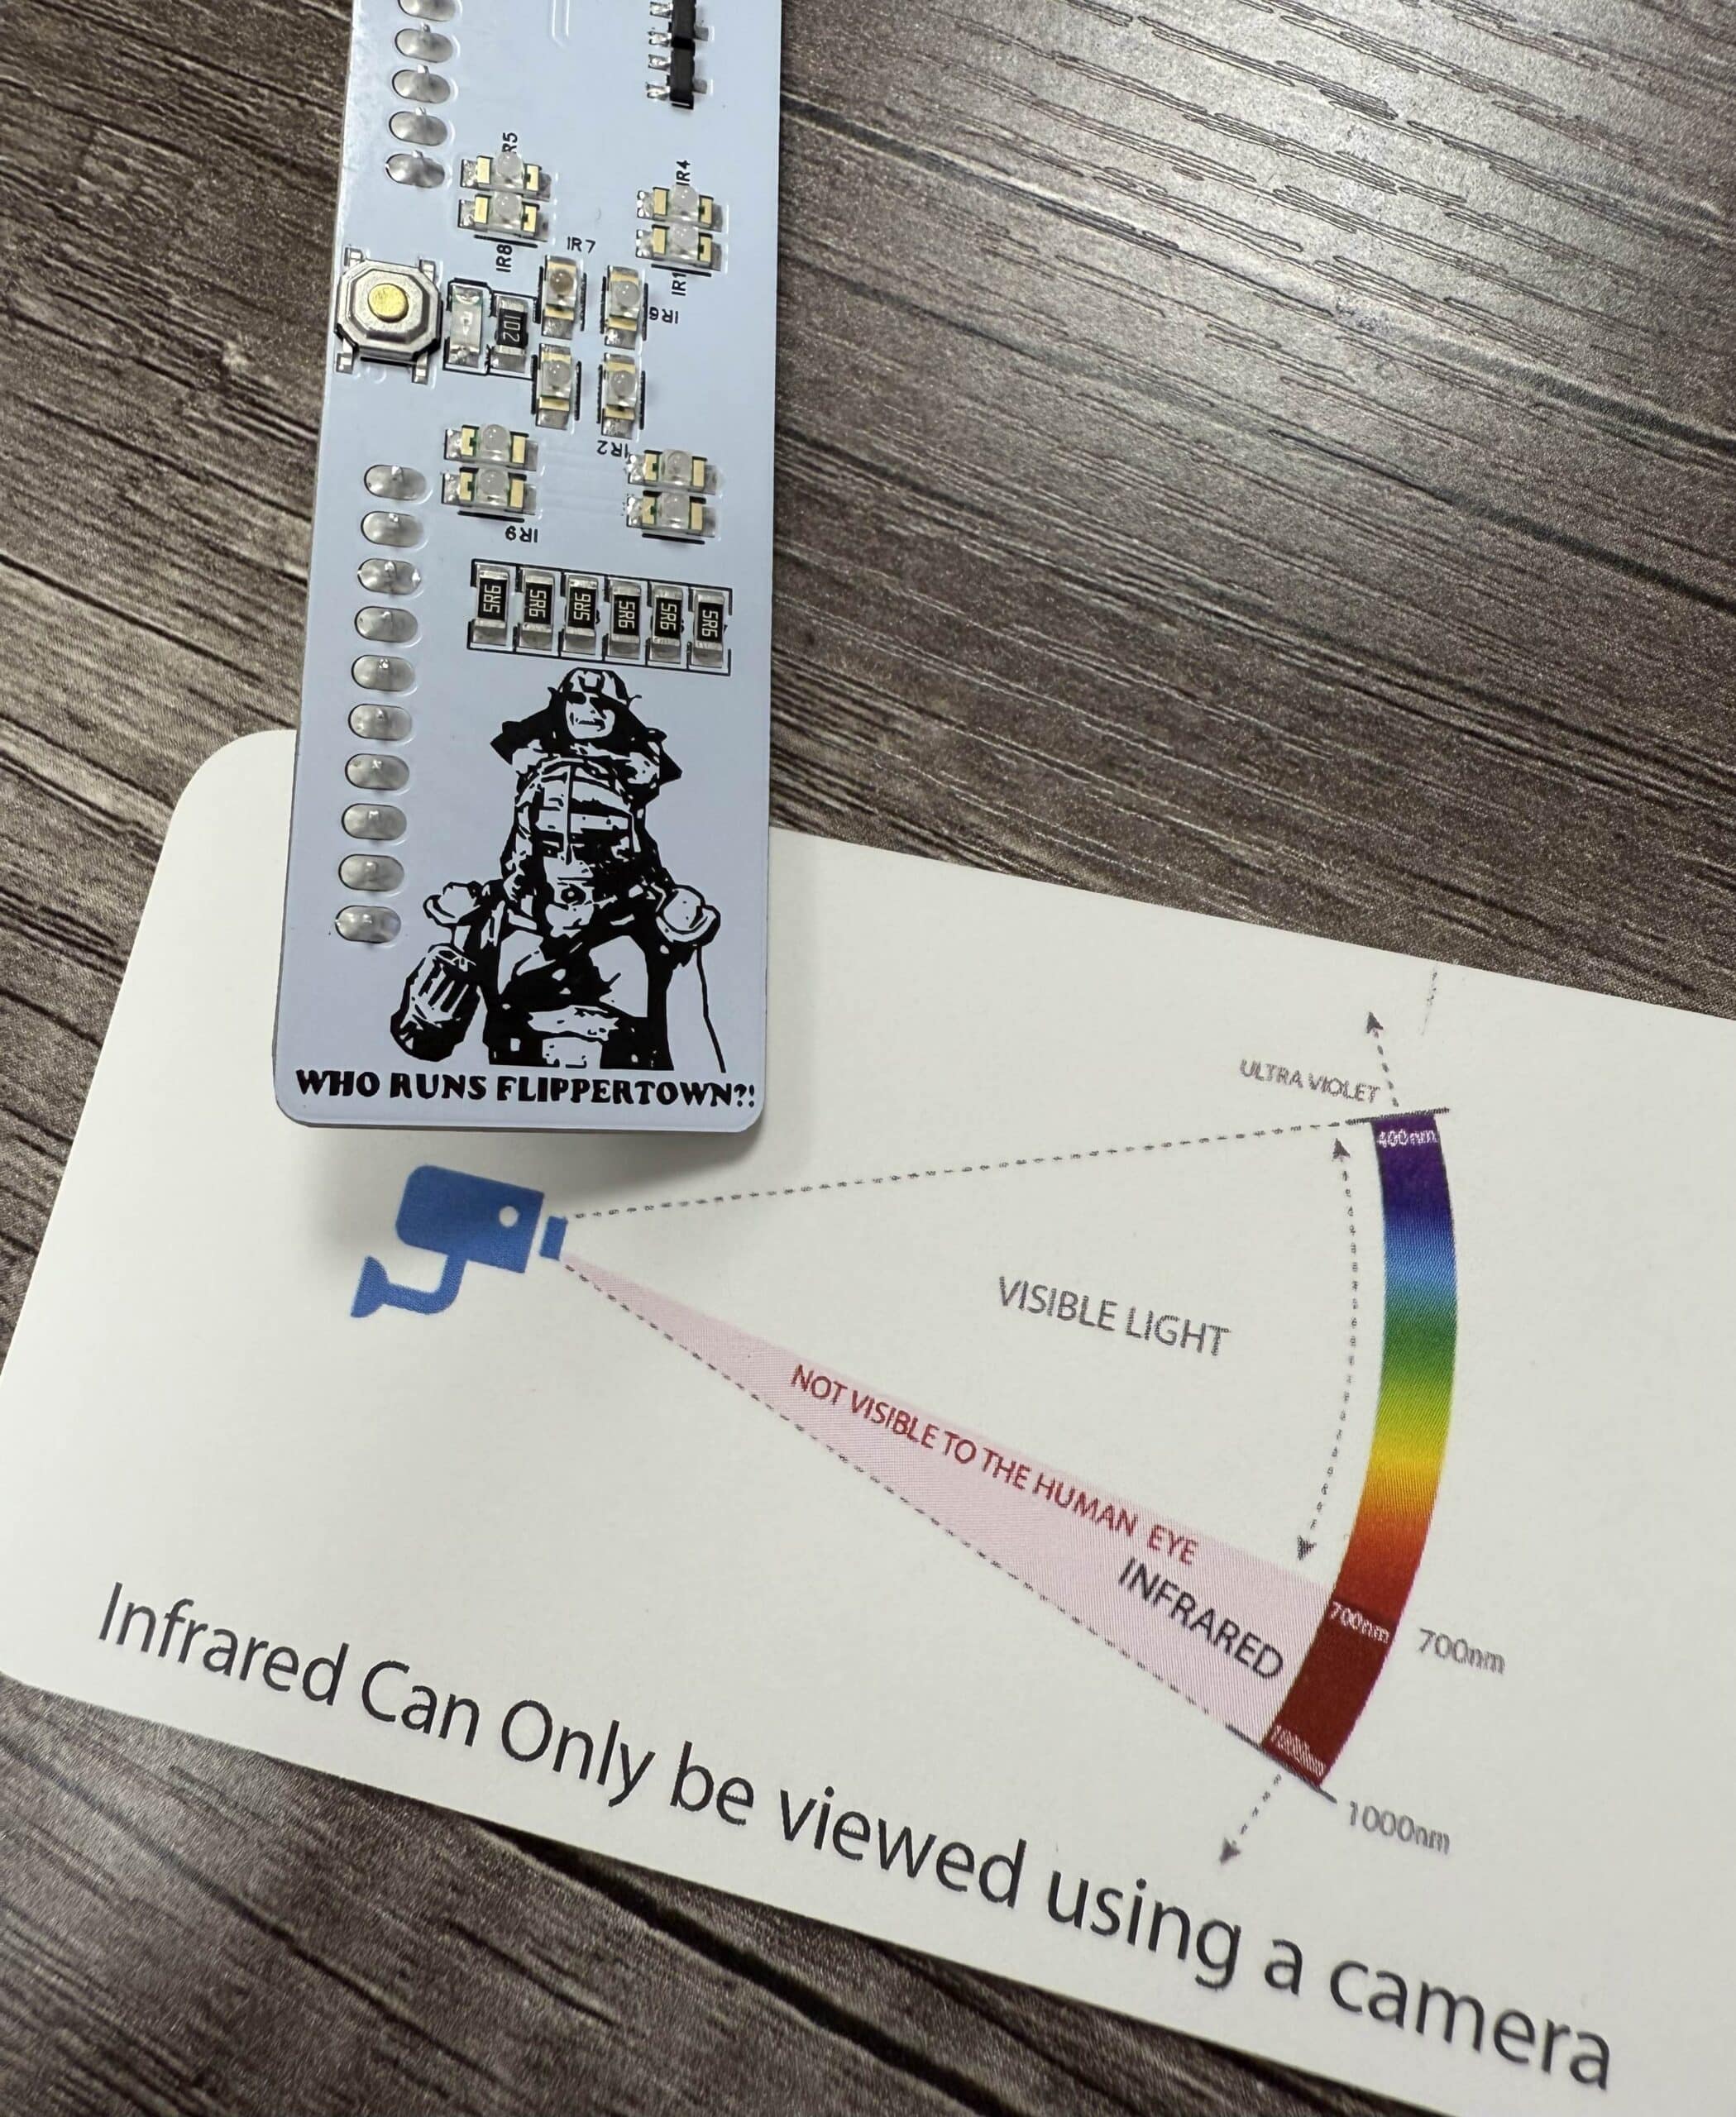 IR5
IR4
IR8
IR7
IR1
IR6
102
IR2
IR9
5R6
5R6
5R6
5R6
5R6
5R6
WHO RUNS FLIPPERTOWN?!
ULTRA VIOLET
400nm
VISIBLE LIGHT
NOT VISIBLE TO THE HUMAN EYE
INFRARED
700nm
700nm
1000nm
1000nm
Infrared Can Only be viewed using a camera